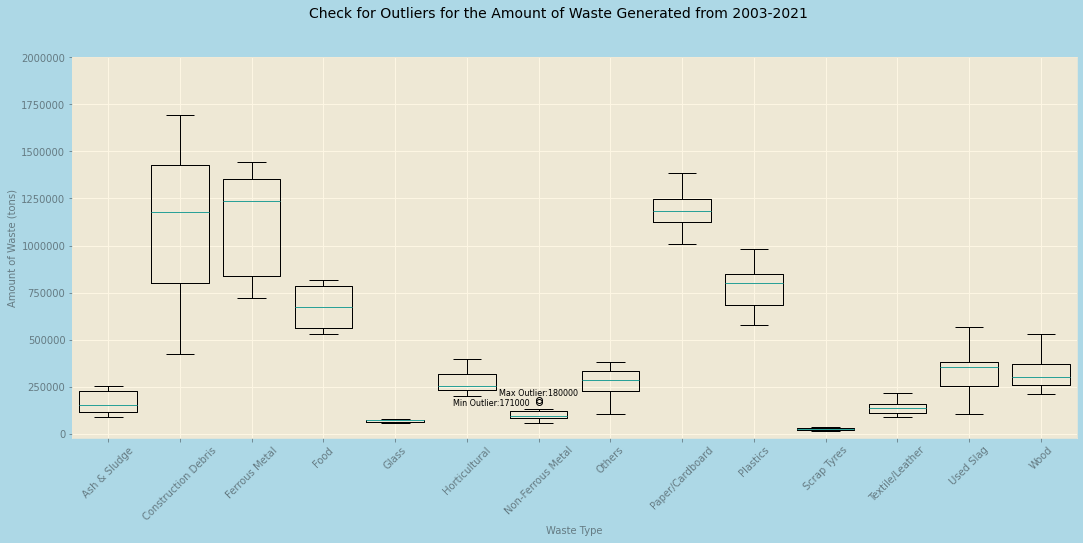 Check for Outliers for the Amount of Waste Generated from 2003-2021
Amount of Waste (tons)
2000000
1750000
1500000
1250000
1000000
750000
500000
250000
0
Max Outlier:180000
Min Outlier:171000
Ash & Sludge
Construction Debris
Ferrous Metal
Food
Glass
Horticultural
Non-Ferrous Metal
Others
Paper/Cardboard
Plastics
Scrap Tyres
Textile/Leather
Used Slag
Wood
Waste Type